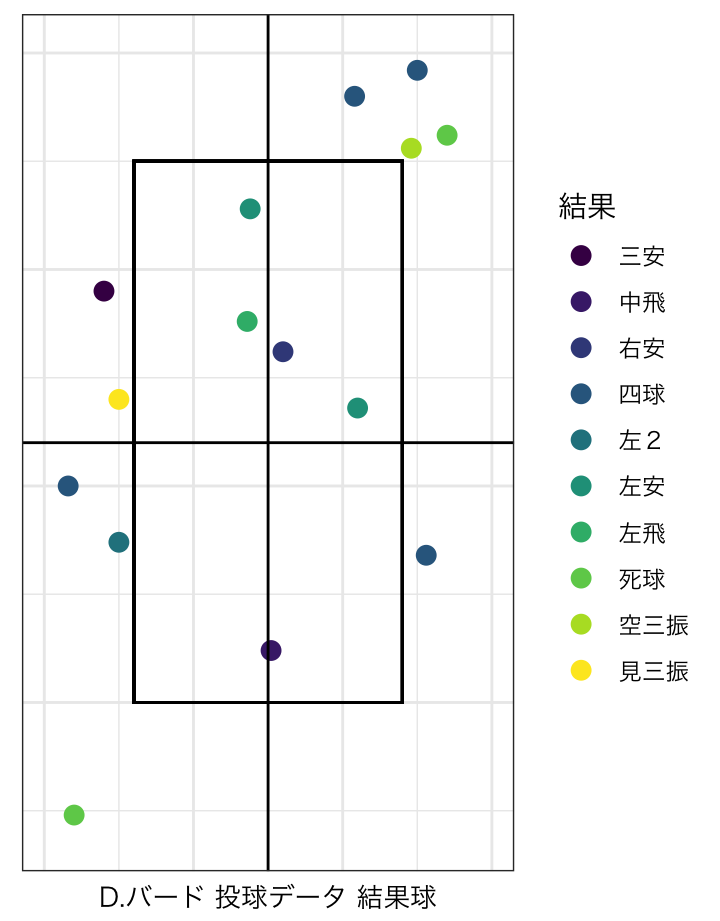 結果
三安
中飛
右安
四球
左２
左安
左飛
死球
空三振
見三振
D.バード 投球データ 結果球